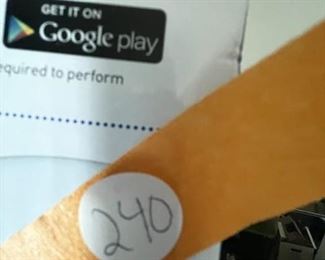 GET IT ON
Google play
equired to perform
240